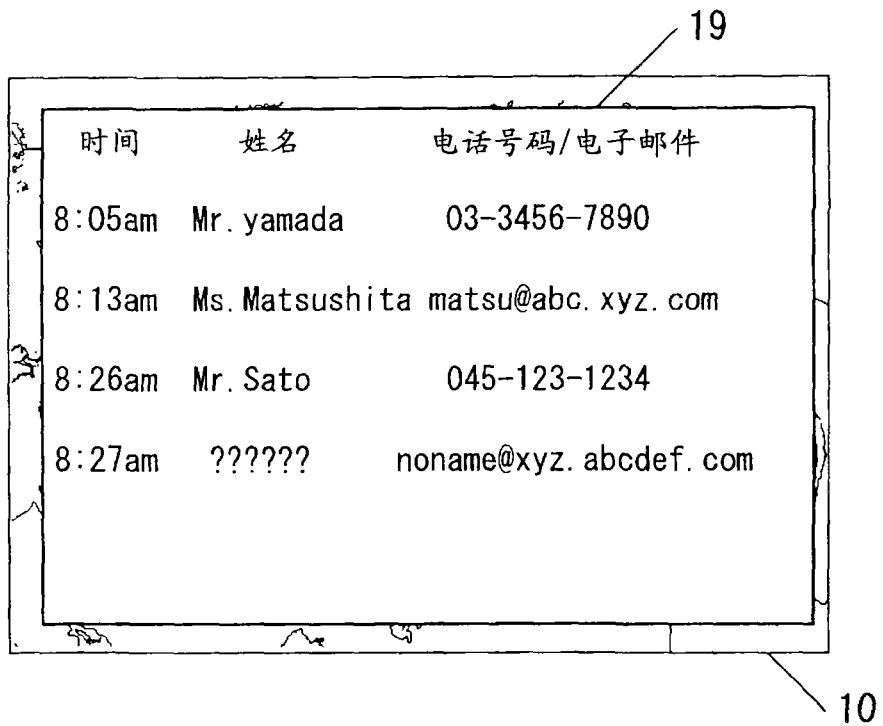 19
时间 姓名 电话号码/电子邮件
8:05am Mr.yamada 03-3456-7890
8:13am Ms.Matsushita matsu@abc.xyz.com
8:26am Mr.Sato 045-123-1234
8:27am ?????? noname@xyz.abcdef.com
10